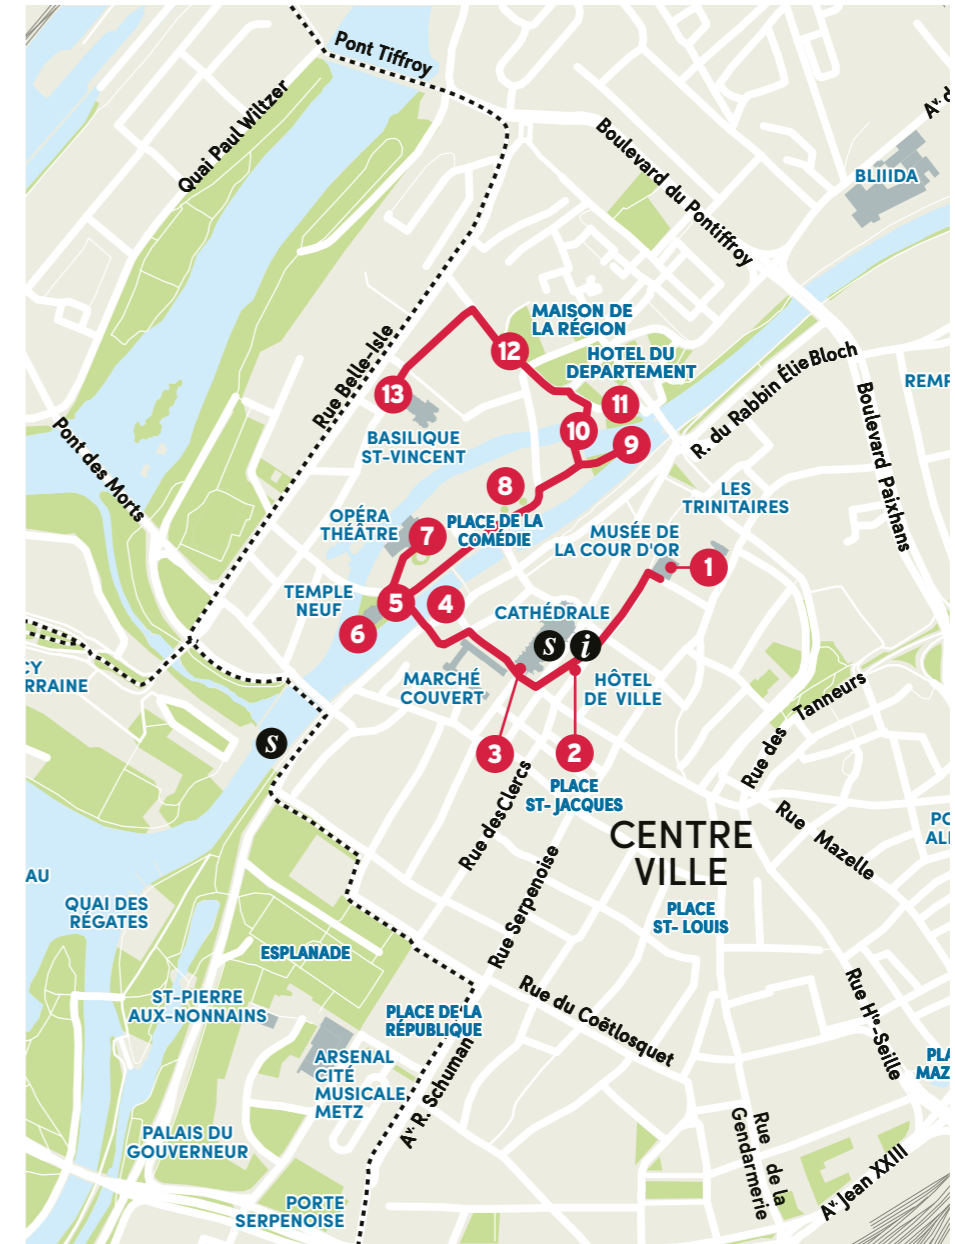 Pont Tiffroy
Quai Paul Wiltzer
Boulevard du Pontiffroy
BLIIIDA
MAISON DE
LA RÉGION
12
HOTEL DU
DEPARTEMENT
Rue Belle-Isle
13
11
R. du Rabbin Élie Bloch
REMP
10
9
Boulevard Paixhans
BASILIQUE
ST-VINCENT
Pont des Morts
8
LES
TRINITAIRES
OPÉRA
THÉÂTRE
7
PLACE DE LA
COMÉDIE
MUSÉE DE
LA COUR D'OR
1
TEMPLE
NEUF
5
4
CATHÉDRALE
6
s
i
MARCHÉ
COUVERT
HÔTEL
DE VILLE
CY
RRAINE
Rue des Tanneurs
s
3
2
PLACE
ST- JACQUES
Rue des Clercs
CENTRE
VILLE
Rue Mazelle
PO
AL
AU
Rue Serpenoise
QUAI DES
RÉGATES
PLACE
ST- LOUIS
ESPLANADE
ST-PIERRE
AUX-NONNAINS
PLACE DE LA
RÉPUBLIQUE
Rue du Coëtlosquet
Rue Hte-Seille
PLA
MAZ
ARSENAL
CITÉ
MUSICALE
METZ
Av. R. Schuman
PALAIS DU
GOUVERNEUR
Rue de la
Gendarmerie
Av. Jean XXIII
PORTE
SERPENOISE